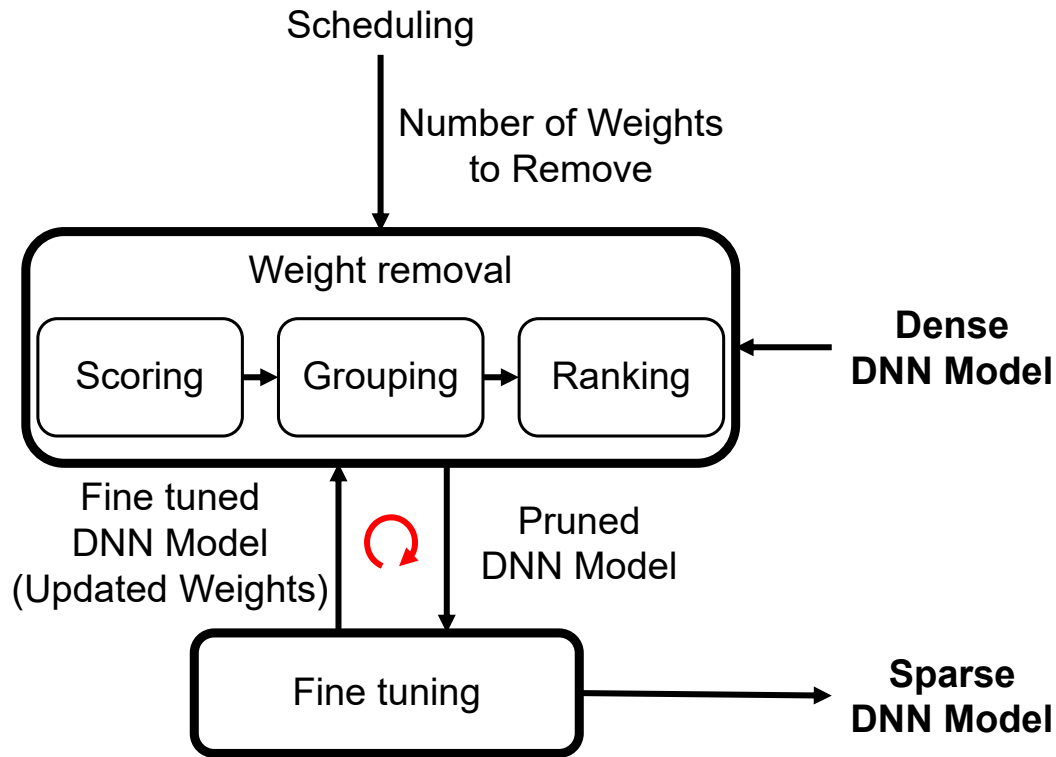 Scheduling
Number of Weights
to Remove
Weight removal
Scoring
Grouping
Ranking
Dense
DNN Model
Fine tuned
DNN Model
(Updated Weights)
Pruned
DNN Model
Fine tuning
Sparse
DNN Model